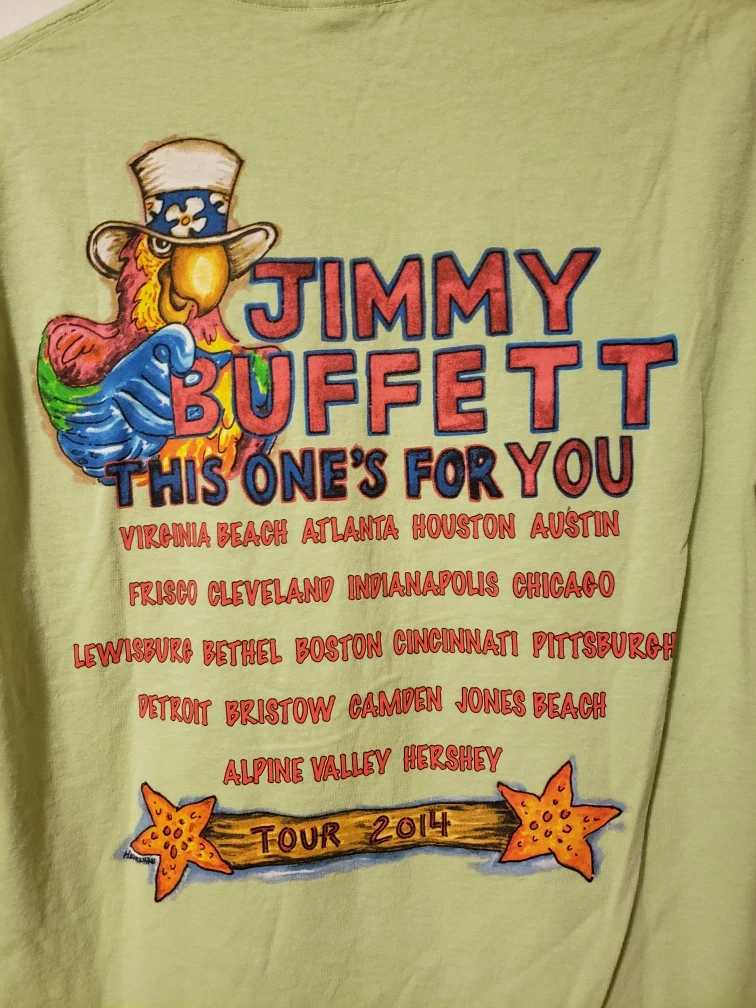 JIMMY
BUFFETT
THIS ONE'S FOR YOU
VIRGINIA BEACH ATLANTA HOUSTON AUSTIN
FRISCO CLEVELAND INDIANAPOLIS CHICAGO
LEWISBURG BETHEL BOSTON CINCINNATI PITTSBURGH
DETROIT BRISTOW CAMDEN JONES BEACH
ALPINE VALLEY HERSHEY
TOUR 2014